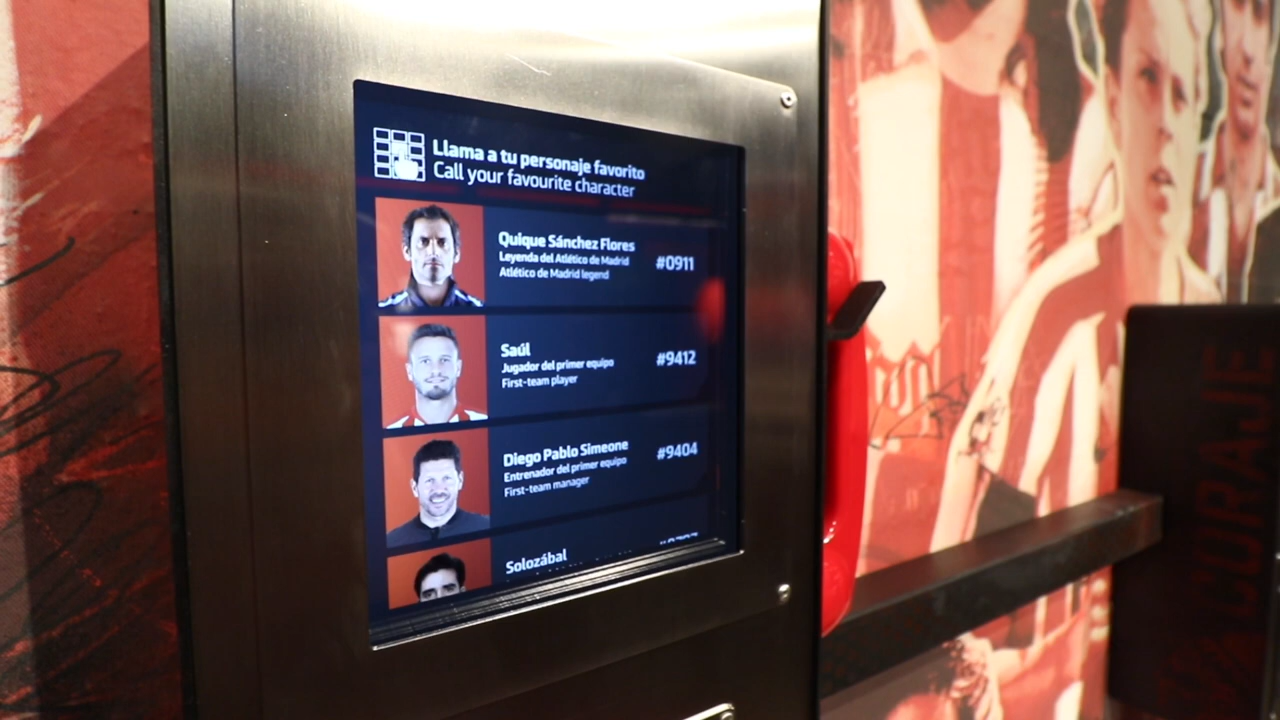 Llama a tu personaje favorito
Call your favourite character
Quique Sánchez Flores
Leyenda del Atlético de Madrid
Atlético de Madrid legend
#0911
Saúl
Jugador del primer equipo
First-team player
#9412
Diego Pablo Simeone
Entrenador del primer equipo
First-team manager
#9404
Solozábal
CURAJE